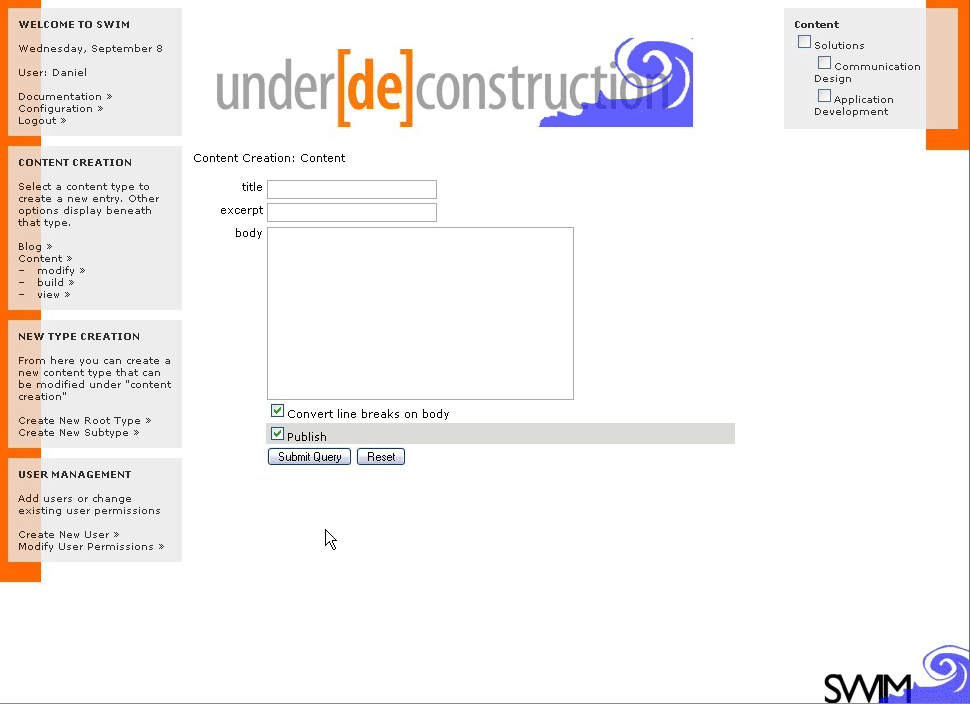 WELCOME TO SWIM
Wednesday, September 8
User: Daniel
Documentation »
Configuration »
Logout »
CONTENT CREATION
Select a content type to
create a new entry. Other
options display beneath
that type.
Blog »
Content »
– modify »
– build »
– view »
NEW TYPE CREATION
From here you can create a
new content type that can
be modified under "content
creation"
Create New Root Type »
Create New Subtype »
USER MANAGEMENT
Add users or change
existing user permissions
Create New User »
Modify User Permissions »
under[de]construction
Content Creation: Content
title
excerpt
body
Convert line breaks on body
Publish
Submit Query Reset
Content
Solutions
Communication
Design
Application
Development
SWIM